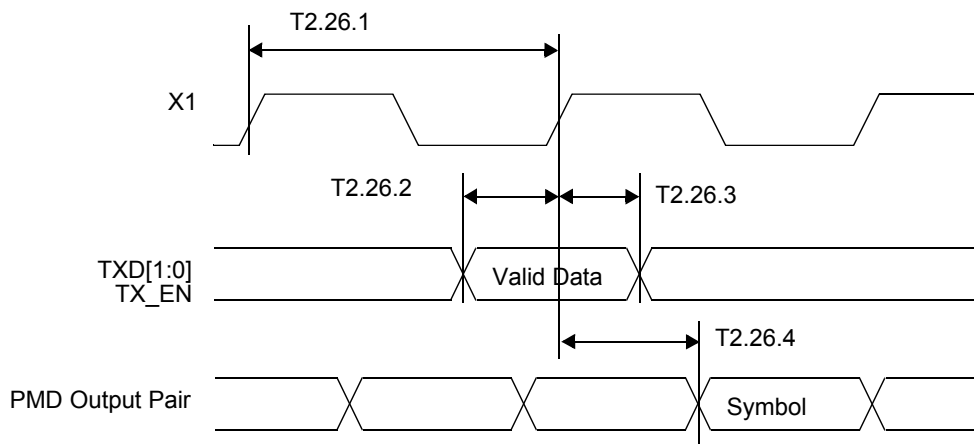 T2.26.1
X1
T2.26.2
T2.26.3
TXD[1:0]
TX_EN
Valid Data
T2.26.4
PMD Output Pair
Symbol